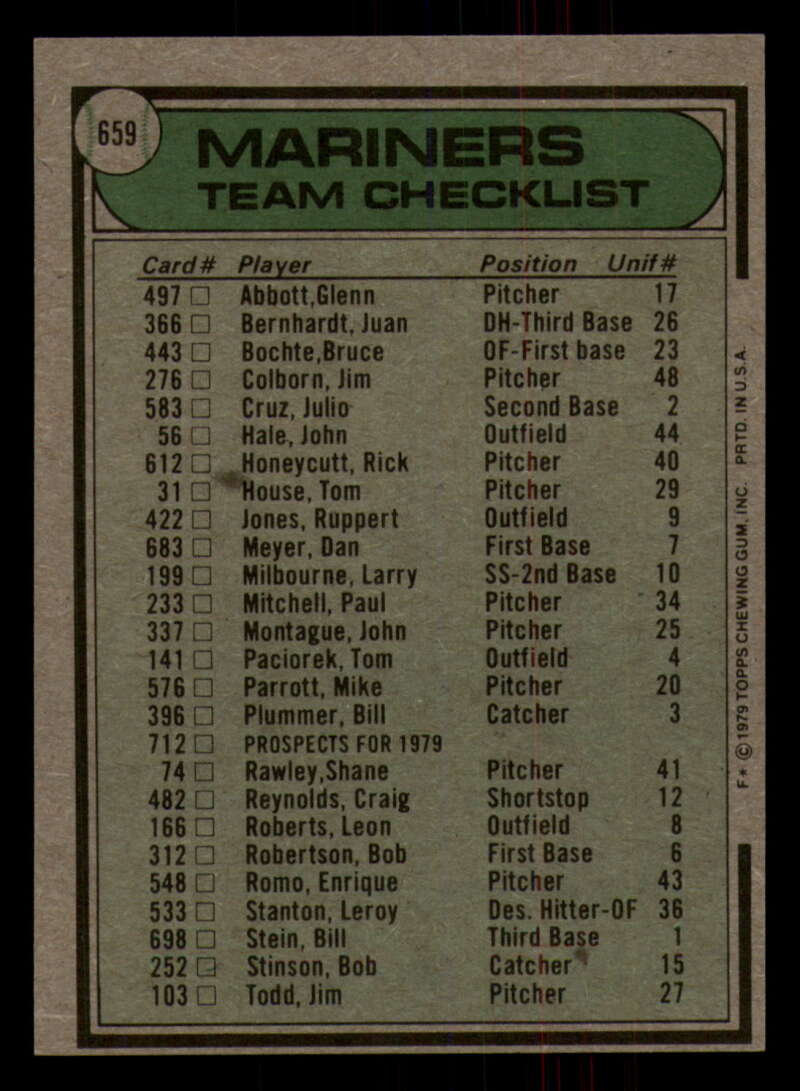 659
MARINERS
TEAM CHECKLIST
Card# Player Position Unif#
497 □ Abbott,Glenn Pitcher 17
366 □ Bernhardt, Juan DH-Third Base 26
443 □ Bochte,Bruce OF-First base 23
276 □ Colborn, Jim Pitcher 48
583 □ Cruz, Julio Second Base 2
56 □ Hale, John Outfield 44
612 □ Honeycutt, Rick Pitcher 40
31 □ House, Tom Pitcher 29
422 □ Jones, Ruppert Outfield 9
683 □ Meyer, Dan First Base 7
199 □ Milbourne, Larry SS-2nd Base 10
233 □ Mitchell, Paul Pitcher 34
337 □ Montague, John Pitcher 25
141 □ Paciorek, Tom Outfield 4
576 □ Parrott, Mike Pitcher 20
396 □ Plummer, Bill Catcher 3
712 □ PROSPECTS FOR 1979
74 □ Rawley,Shane Pitcher 41
482 □ Reynolds, Craig Shortstop 12
166 □ Roberts, Leon Outfield 8
312 □ Robertson, Bob First Base 6
548 □ Romo, Enrique Pitcher 43
533 □ Stanton, Leroy Des. Hitter-OF 36
698 □ Stein, Bill Third Base 1
252 □ Stinson, Bob Catcher 15
103 □ Todd, Jim Pitcher 27
F* © 1979 TOPPS CHEWING GUM, INC. PRTD. IN U.S.A.